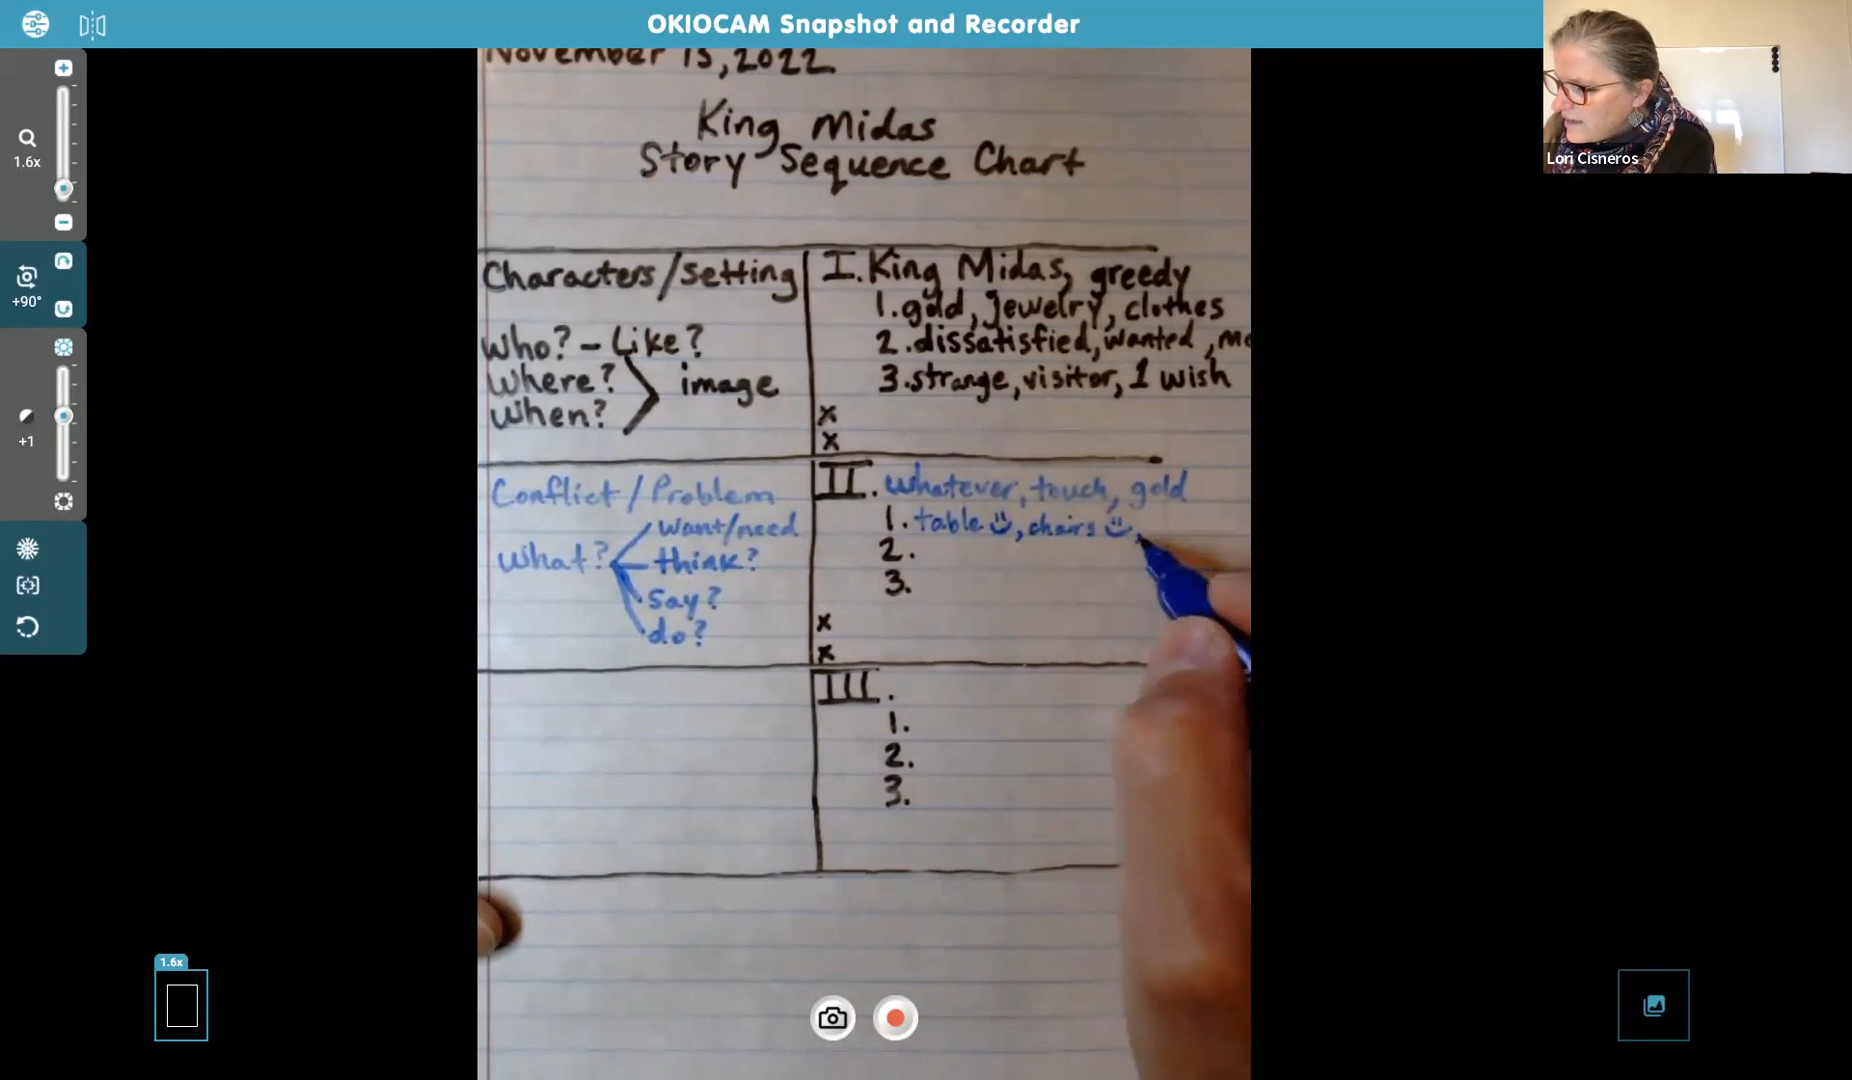 OKIOCAM Snapshot and Recorder
Lori Cisneros
1.6x
+90°
+1
1.6x
November 15, 2022
King Midas
Story Sequence Chart
Characters/setting
Who? - Like?
Where?
When?
image
I. King Midas, greedy
1. gold, jewelry, clothes
2. dissatisfied, wanted,
3. strange, visitor, 1 wish
x
x
Conflict / Problem
What?
want/need
think?
Say?
do?
II. whatever, touch, gold
1. table, chairs,
2.
3.
x
x
III.
1.
2.
3.